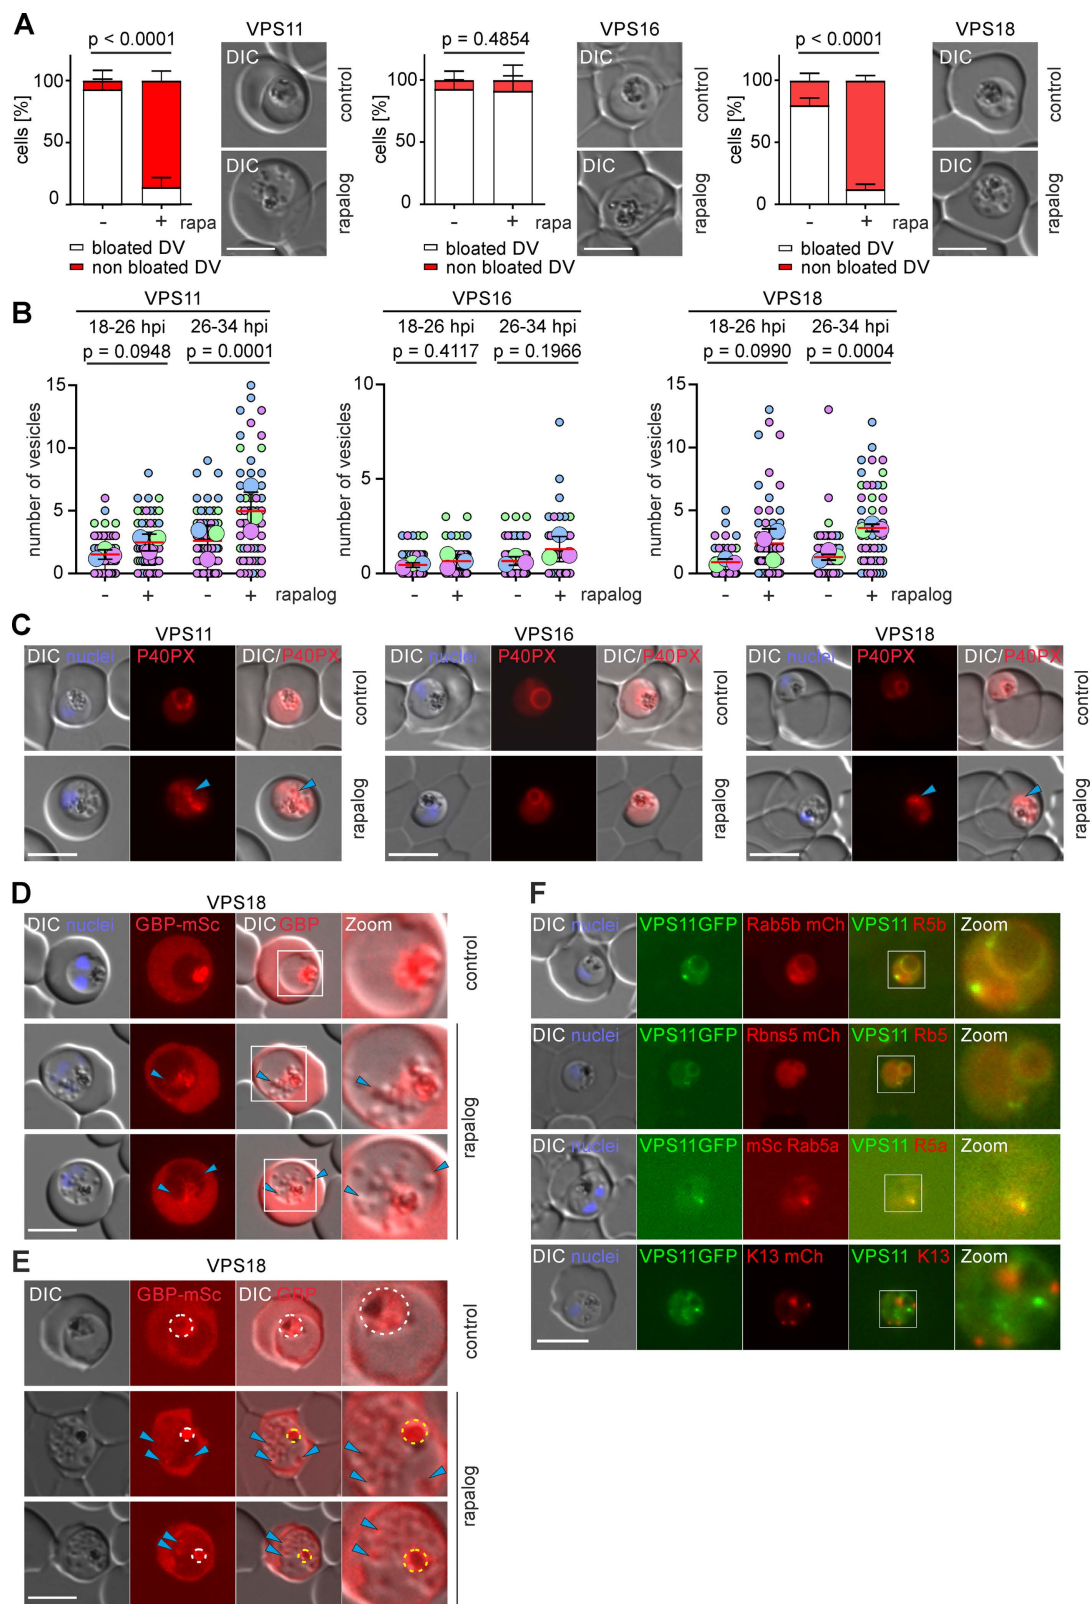 A
p < 0.0001
VPS11
p = 0.4854
VPS16
p < 0.0001
VPS18
cells [%]
100
50
0
- + rapa
DIC
control
DIC
rapalog
bloated DV
non bloated DV
cells [%]
100
50
0
- + rapa
DIC
control
DIC
rapalog
bloated DV
non bloated DV
cells [%]
100
50
0
- + rapa
DIC
control
DIC
rapalog
bloated DV
non bloated DV
B
VPS11
18-26 hpi 26-34 hpi
p = 0.0948 p = 0.0001
number of vesicles
15
10
5
0
- + - + rapalog
VPS16
18-26 hpi 26-34 hpi
p = 0.4117 p = 0.1966
number of vesicles
10
5
0
- + - + rapalog
VPS18
18-26 hpi 26-34 hpi
p = 0.0990 p = 0.0004
number of vesicles
15
10
5
0
- + - + rapalog
C
VPS11
DIC nuclei P40PX DIC/P40PX
control
rapalog
VPS16
DIC nuclei P40PX DIC/P40PX
control
rapalog
VPS18
DIC nuclei P40PX DIC/P40PX
control
rapalog
D
VPS18
DIC nuclei GBP-mSc DIC GBP Zoom
control
rapalog
E
VPS18
DIC GBP-mSc DIC GBP
control
rapalog
F
DIC nuclei VPS11GFP Rab5b mCh VPS11 R5b Zoom
DIC nuclei VPS11GFP Rbns5 mCh VPS11 Rb5 Zoom
DIC nuclei VPS11GFP mSc Rab5a VPS11 R5a Zoom
DIC nuclei VPS11GFP K13 mCh VPS11 K13 Zoom